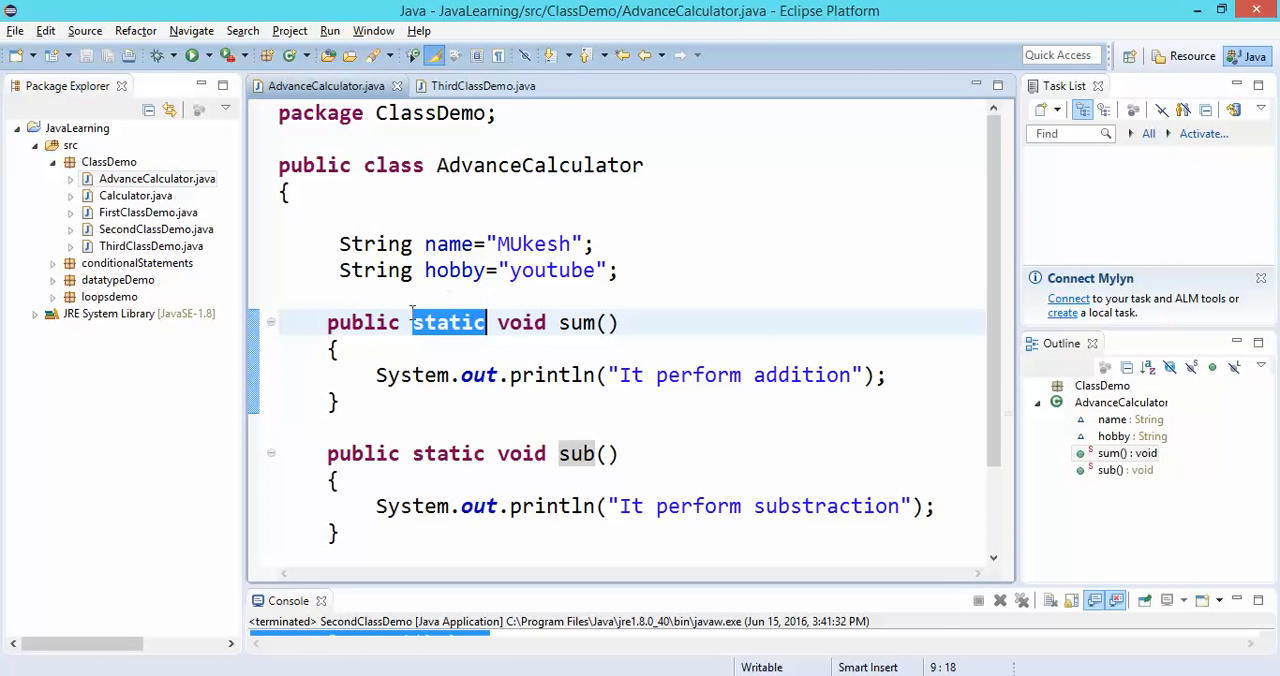 Java - JavaLearning/src/ClassDemo/AdvanceCalculator.java - Eclipse Platform
File Edit Source Refactor Navigate Search Project Run Window Help
Quick Access Resource Java
Package Explorer
AdvanceCalculator.java ThirdClassDemo.java
Task List
JavaLearning
src
ClassDemo
AdvanceCalculator.java
Calculator.java
FirstClassDemo.java
SecondClassDemo.java
ThirdClassDemo.java
conditionalStatements
datatypeDemo
loopsdemo
JRE System Library [JavaSE-1.8]
package ClassDemo;
public class AdvanceCalculator
{
String name="MUkesh";
String hobby="youtube";
public static void sum()
{
System.out.println("It perform addition");
}
public static void sub()
{
System.out.println("It perform substraction");
}
Find All Activate...
Connect Mylyn
Connect to your task and ALM tools or
create a local task.
Outline
ClassDemo
AdvanceCalculator
name : String
hobby : String
S sum() : void
S sub() : void
Console
<terminated> SecondClassDemo [Java Application] C:\Program Files\Java\jre1.8.0_40\bin\javaw.exe (Jun 15, 2016, 3:41:32 PM)
Writable Smart Insert 9 : 18